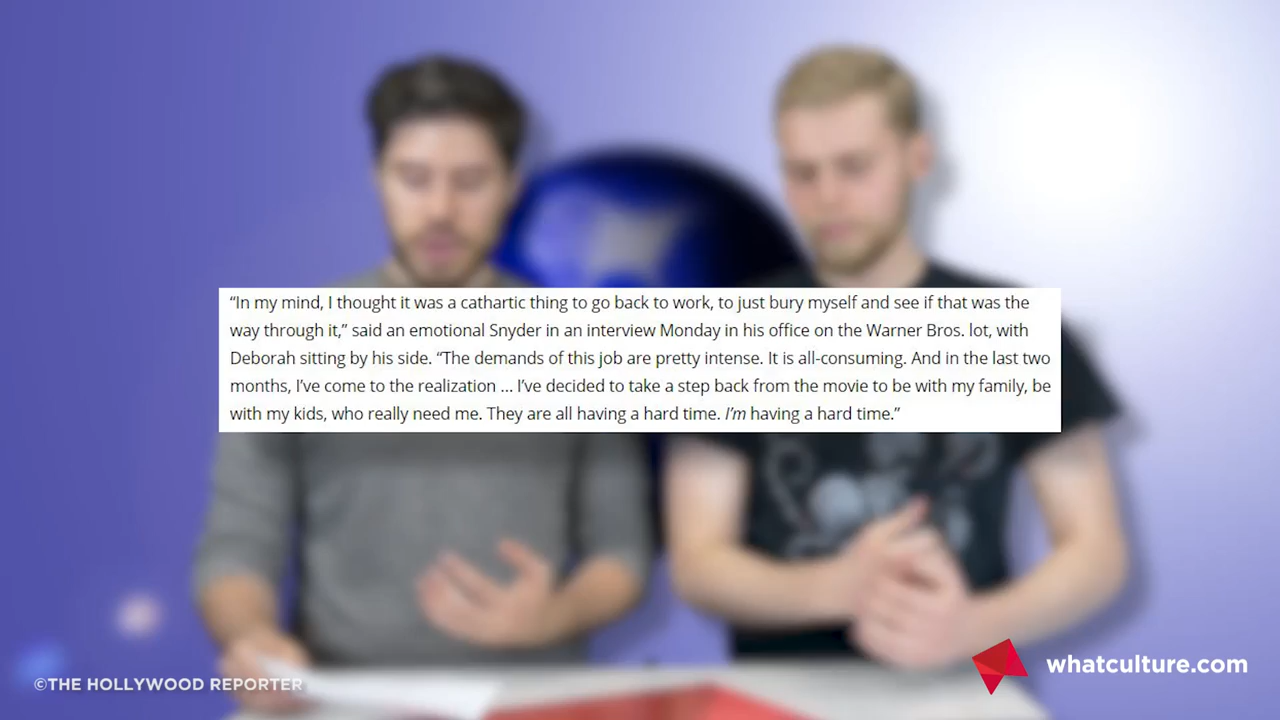 “In my mind, I thought it was a cathartic thing to go back to work, to just bury myself and see if that was the
way through it,” said an emotional Snyder in an interview Monday in his office on the Warner Bros. lot, with
Deborah sitting by his side. “The demands of this job are pretty intense. It is all-consuming. And in the last two
months, I’ve come to the realization ... I’ve decided to take a step back from the movie to be with my family, be
with my kids, who really need me. They are all having a hard time. I’m having a hard time.”
©THE HOLLYWOOD REPORTER
whatculture.com